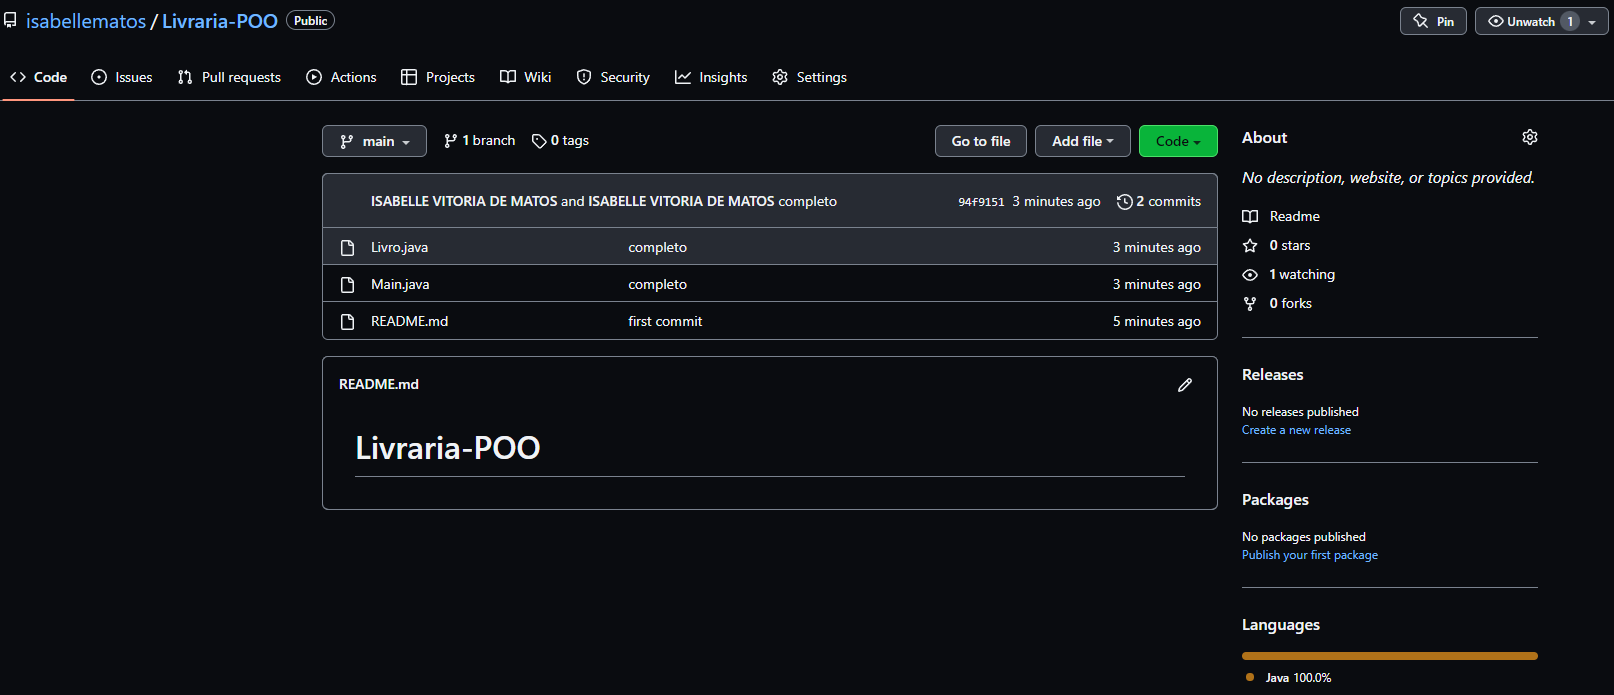 isabellematos / Livraria-POO Public
Pin Unwatch 1
Code Issues Pull requests Actions Projects Wiki Security Insights Settings
main 1 branch 0 tags Go to file Add file Code
ISABELLE VITORIA DE MATOS and ISABELLE VITORIA DE MATOS completo 94f9151 3 minutes ago 2 commits
Livro.java completo 3 minutes ago
Main.java completo 3 minutes ago
README.md first commit 5 minutes ago
README.md
Livraria-POO
About
No description, website, or topics provided.
Readme
0 stars
1 watching
0 forks
Releases
No releases published
Create a new release
Packages
No packages published
Publish your first package
Languages
Java 100.0%